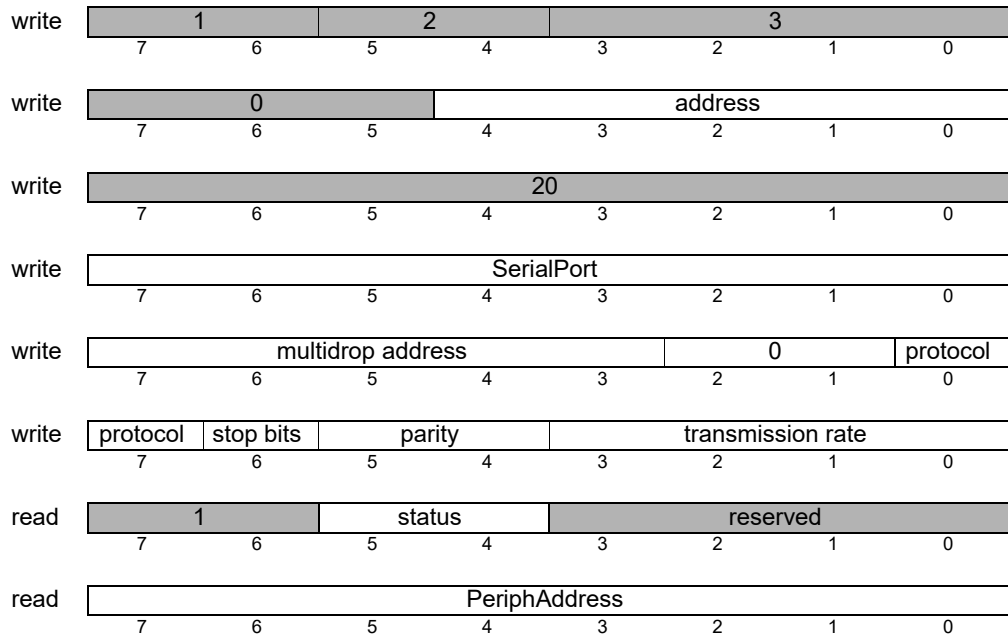 write 1 2 3
7 6 5 4 3 2 1 0
write 0 address
7 6 5 4 3 2 1 0
write 20
7 6 5 4 3 2 1 0
write SerialPort
7 6 5 4 3 2 1 0
write multidrop address 0 protocol
7 6 5 4 3 2 1 0
write protocol stop bits parity transmission rate
7 6 5 4 3 2 1 0
read 1 status reserved
7 6 5 4 3 2 1 0
read PeriphAddress
7 6 5 4 3 2 1 0